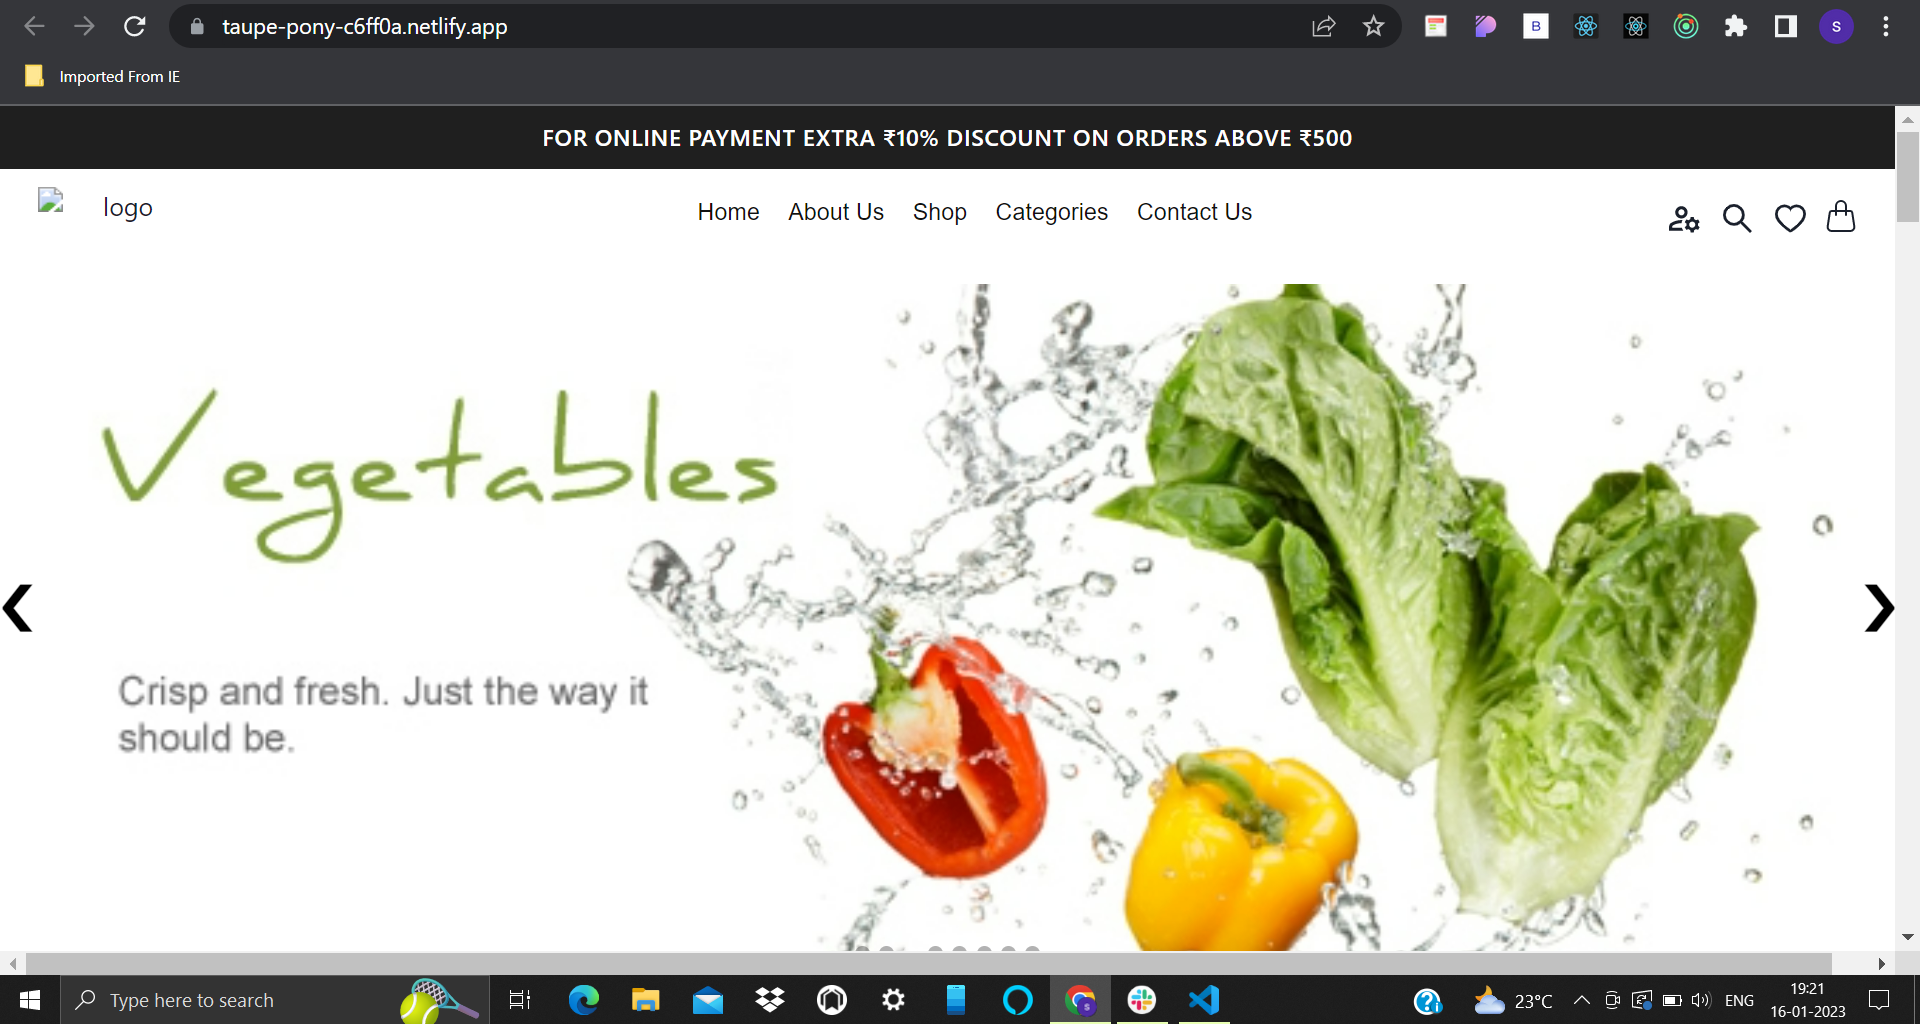 taupe-pony-c6ff0a.netlify.app
B
S
Imported From IE
FOR ONLINE PAYMENT EXTRA ₹10% DISCOUNT ON ORDERS ABOVE ₹500
logo
Home About Us Shop Categories Contact Us
Vegetables
Crisp and fresh. Just the way it
should be.
Type here to search
23°C
ENG
19:21
16-01-2023